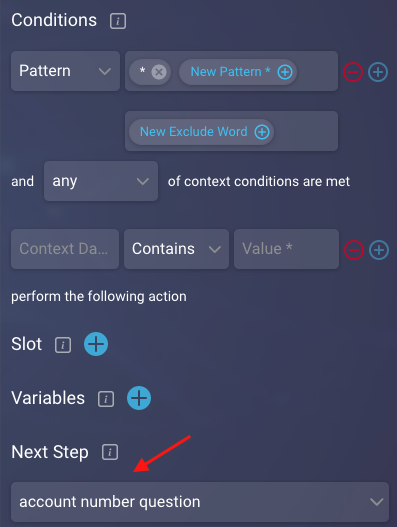 Conditions i
Pattern * New Pattern *
New Exclude Word
and any of context conditions are met
Context Da... Contains Value *
perform the following action
Slot i
Variables i
Next Step i
account number question